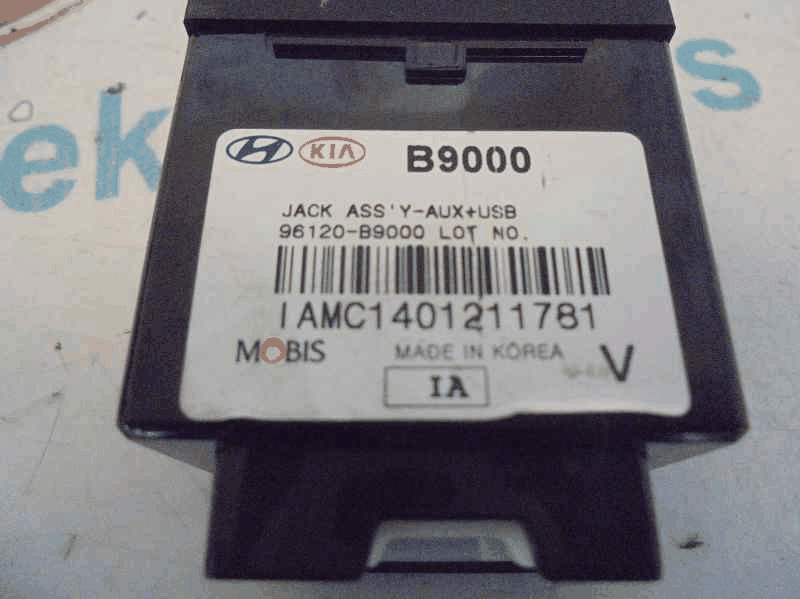 KIA B9000
JACK ASS'Y-AUX+USB
96120-B9000 LOT NO.
IAMC1401211781
MOBIS MADE IN KOREA V
IA